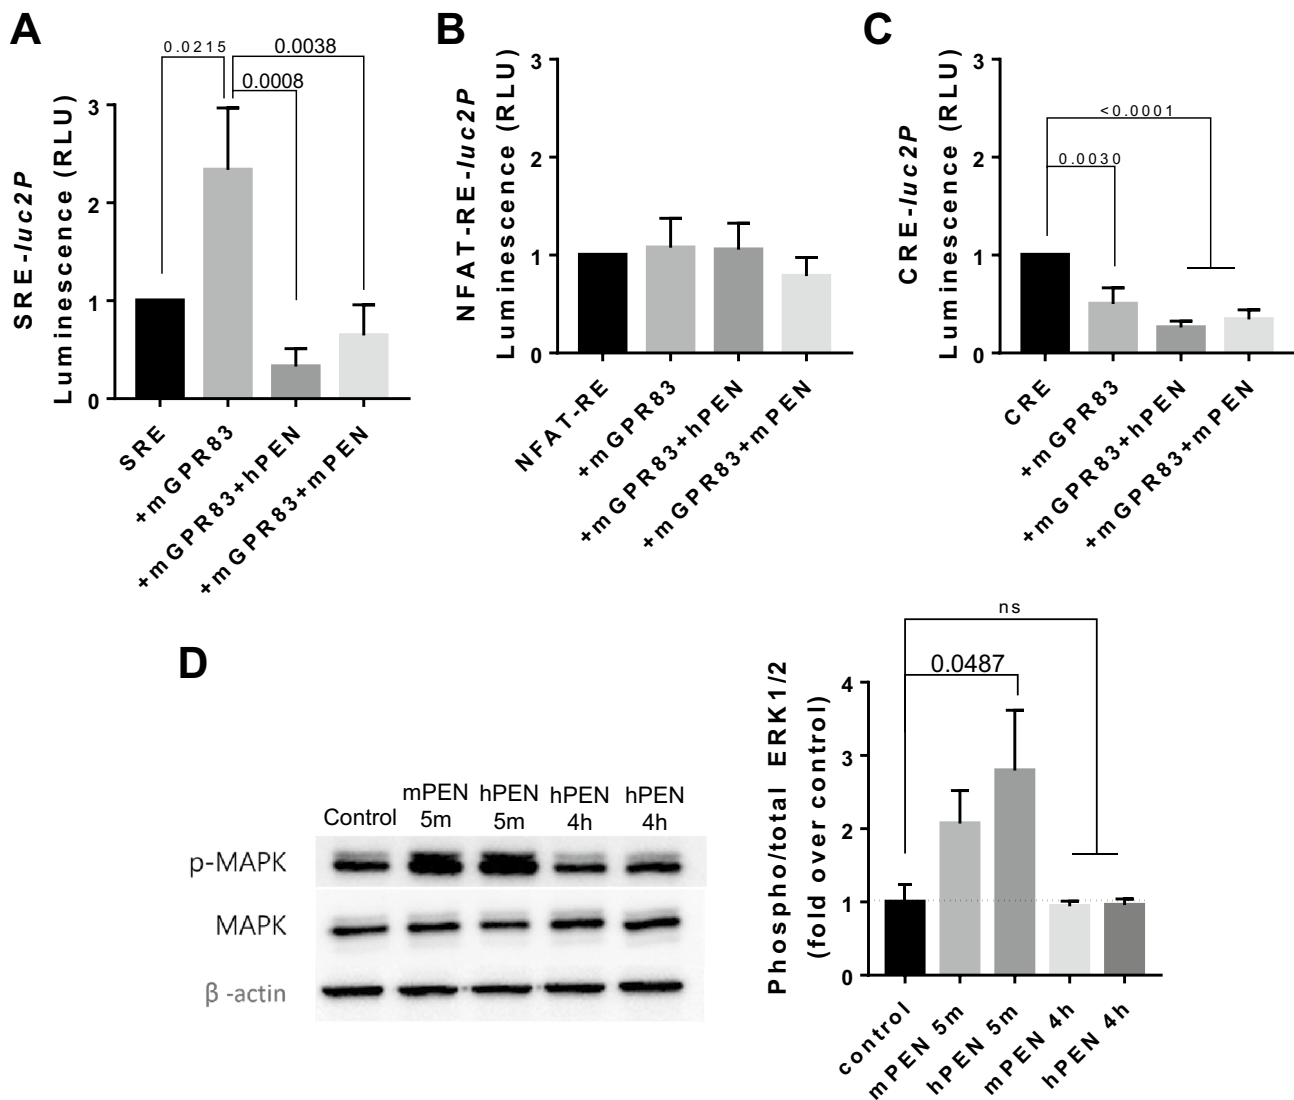 A
0.0215
0.0038
0.0008
SRE-luc2P
Luminescence (RLU)
3
2
1
0
SRE
+mGPR83
+mGPR83+hPEN
+mGPR83+mPEN
B
NFAT-RE-luc2P
Luminescence (RLU)
3
2
1
0
NFAT-RE
+mGPR83
+mGPR83+hPEN
+mGPR83+mPEN
C
<0.0001
0.0030
CRE-luc2P
Luminescence (RLU)
3
2
1
0
CRE
+mGPR83
+mGPR83+hPEN
+mGPR83+mPEN
D
Control
mPEN
5m
hPEN
5m
hPEN
4h
hPEN
4h
p-MAPK
MAPK
β -actin
ns
0.0487
Phospho/total ERK1/2
(fold over control)
4
3
2
1
0
control
mPEN 5m
hPEN 5m
mPEN 4h
hPEN 4h